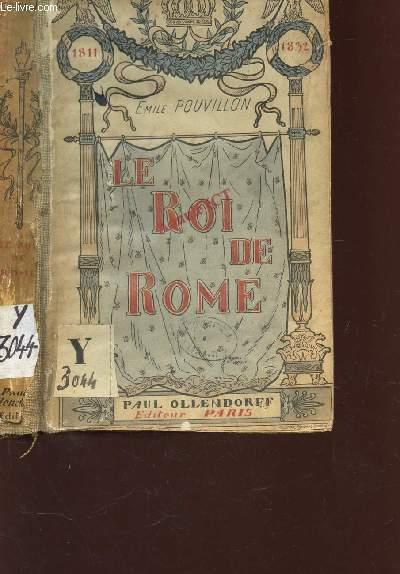 Le-livre.com
1811
1832
EMILE POUVILLON
LE
ROI
DE
ROME
Y
3044
Y
3044
PAUL OLLENDORFF
Editeur PARIS